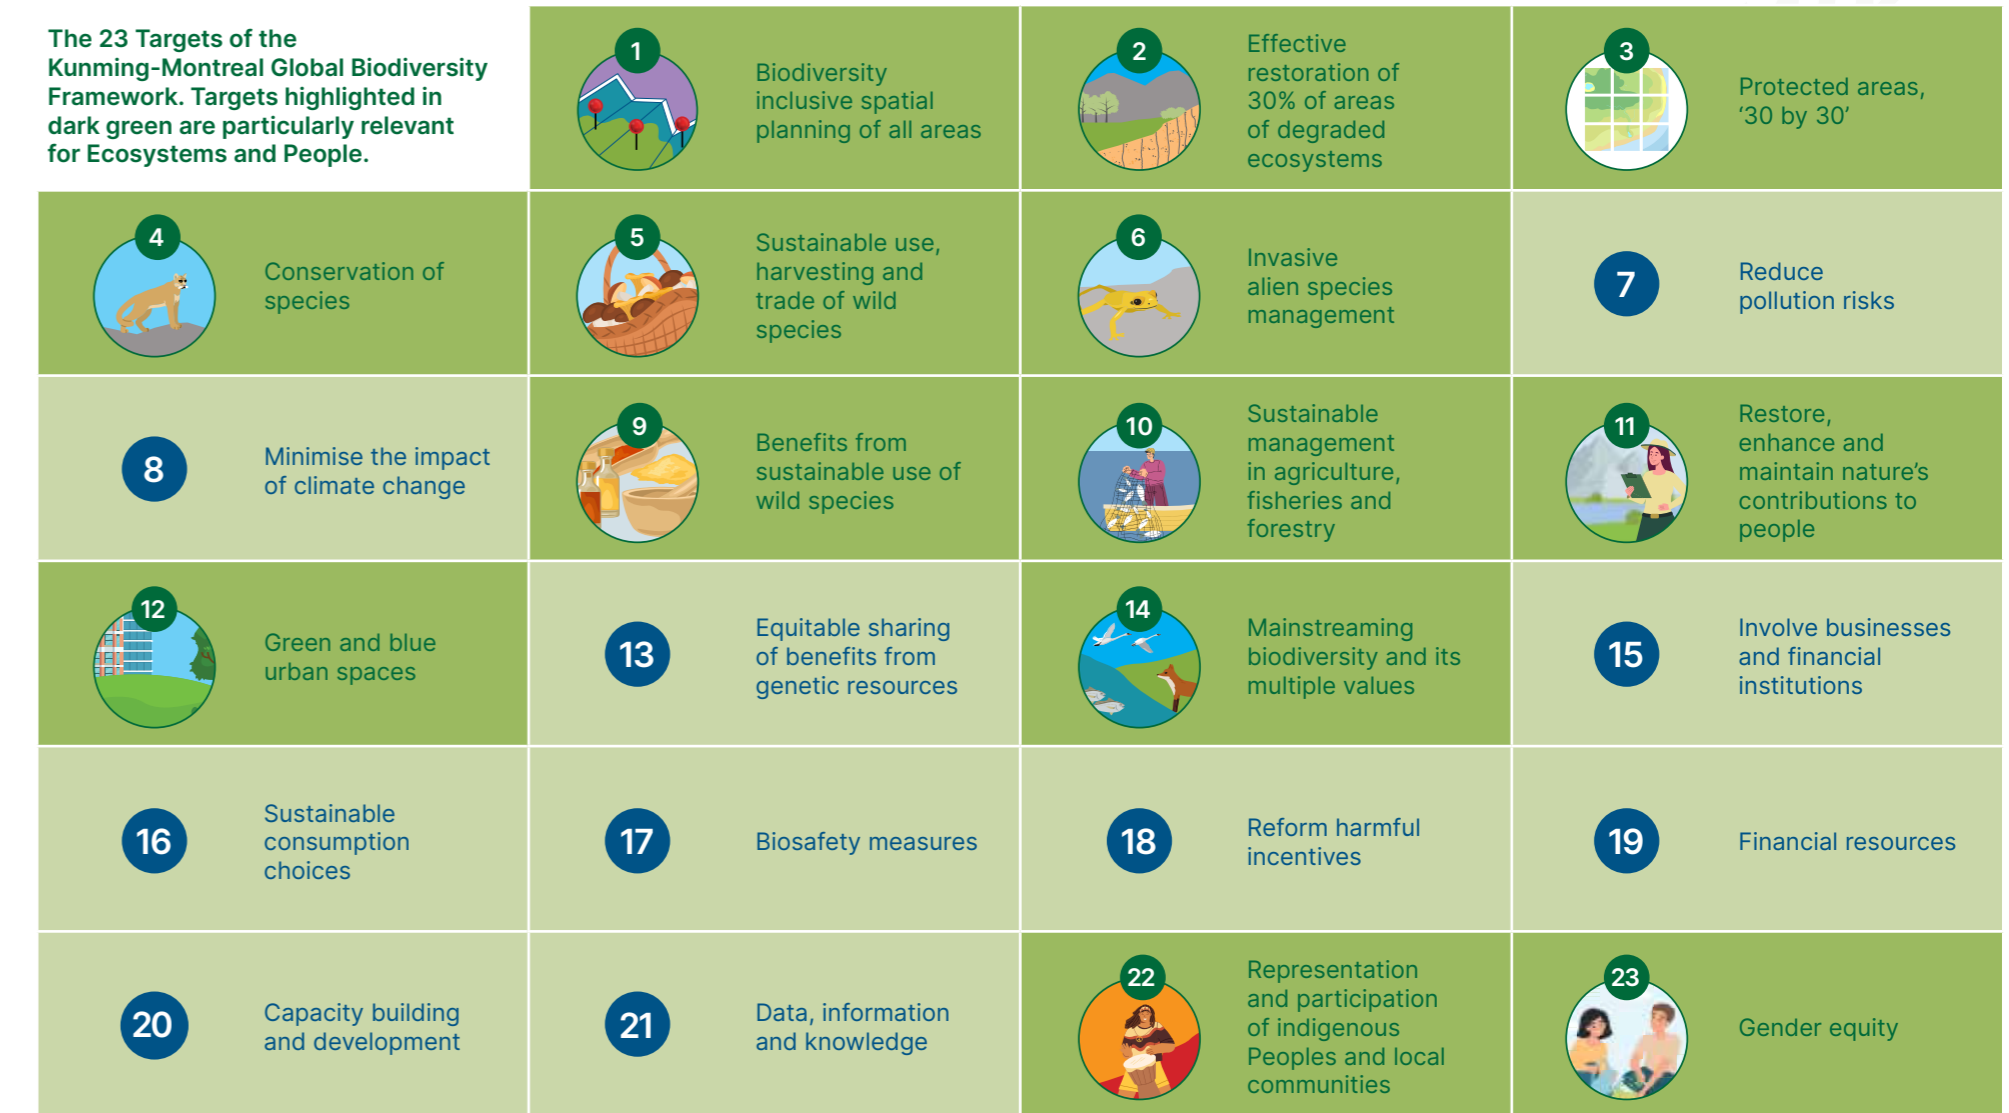 The 23 Targets of the
Kunming-Montreal Global Biodiversity
Framework. Targets highlighted in
dark green are particularly relevant
for Ecosystems and People.
1
Biodiversity
inclusive spatial
planning of all areas
2
Effective
restoration of
30% of areas
of degraded
ecosystems
3
Protected areas,
‘30 by 30’
4
Conservation of
species
5
Sustainable use,
harvesting and
trade of wild
species
6
Invasive
alien species
management
7
Reduce
pollution risks
8
Minimise the impact
of climate change
9
Benefits from
sustainable use of
wild species
10
Sustainable
management
in agriculture,
fisheries and
forestry
11
Restore,
enhance and
maintain nature’s
contributions to
people
12
Green and blue
urban spaces
13
Equitable sharing
of benefits from
genetic resources
14
Mainstreaming
biodiversity and its
multiple values
15
Involve businesses
and financial
institutions
16
Sustainable
consumption
choices
17
Biosafety measures
18
Reform harmful
incentives
19
Financial resources
20
Capacity building
and development
21
Data, information
and knowledge
22
Representation
and participation
of indigenous
Peoples and local
communities
23
Gender equity